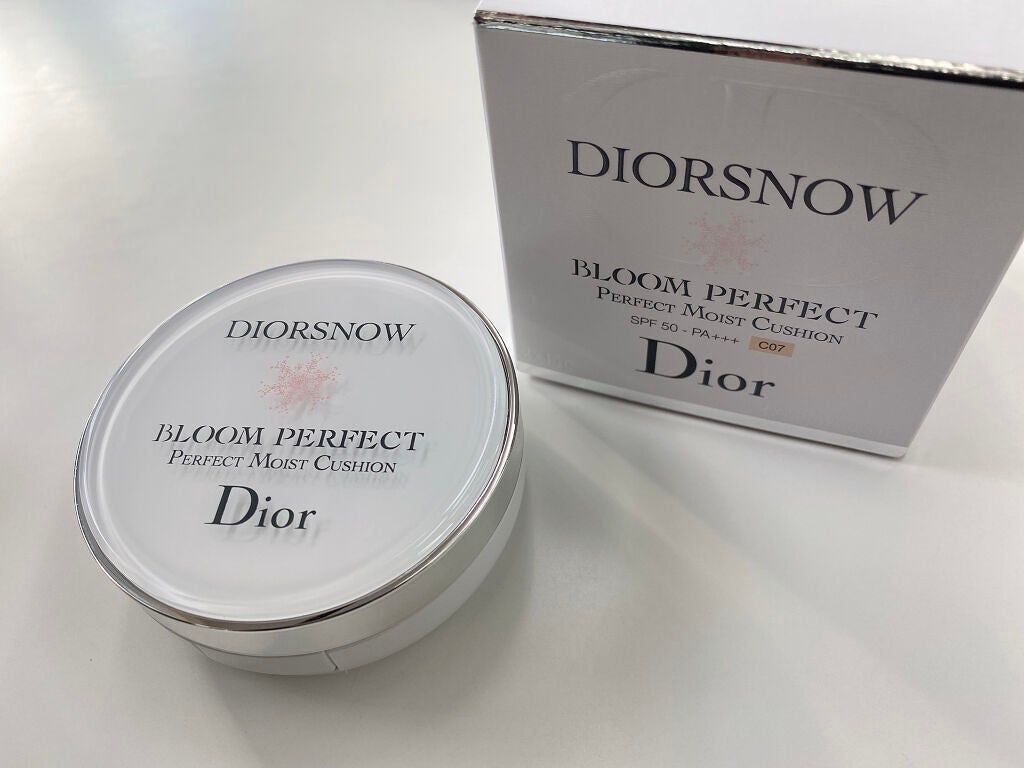 DIORSNOW
BLOOM PERFECT
PERFECT MOIST CUSHION
Dior
DIORSNOW
BLOOM PERFECT
PERFECT MOIST CUSHION
SPF 50 - PA+++ C07
Dior